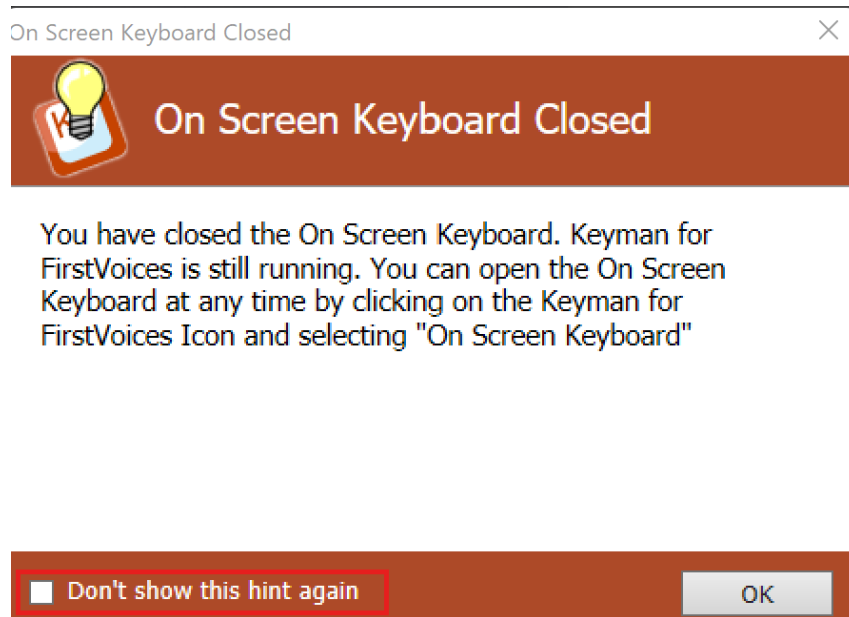 On Screen Keyboard Closed
On Screen Keyboard Closed
You have closed the On Screen Keyboard. Keyman for
FirstVoices is still running. You can open the On Screen
Keyboard at any time by clicking on the Keyman for
FirstVoices Icon and selecting "On Screen Keyboard"
Don't show this hint again
OK